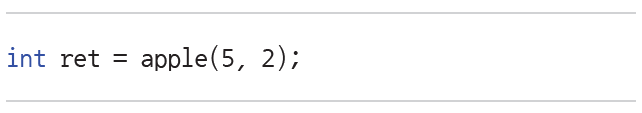 int ret = apple(5, 2);